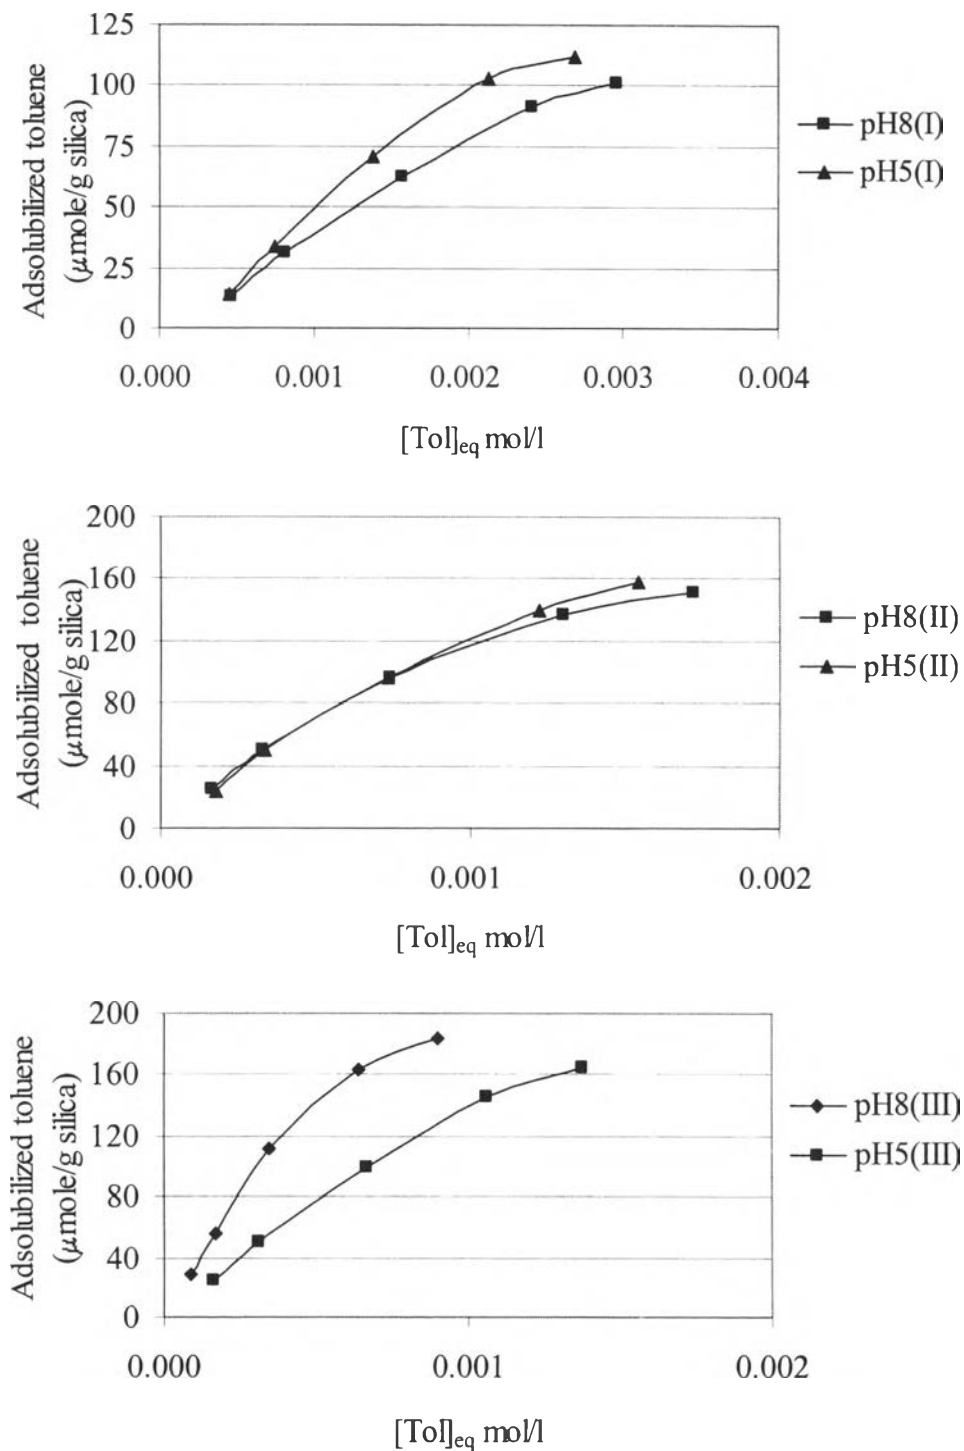 Adsolubilized toluene
(μmole/g silica)
125
100
75
50
25
0
0.000 0.001 0.002 0.003 0.004
[Tol]eq mol/l
pH8(I)
pH5(I)
Adsolubilized toluene
(μmole/g silica)
200
160
120
80
40
0
0.000 0.001 0.002
[Tol]eq mol/l
pH8(II)
pH5(II)
Adsolubilized toluene
(μmole/g silica)
200
160
120
80
40
0
0.000 0.001 0.002
[Tol]eq mol/l
pH8(III)
pH5(III)